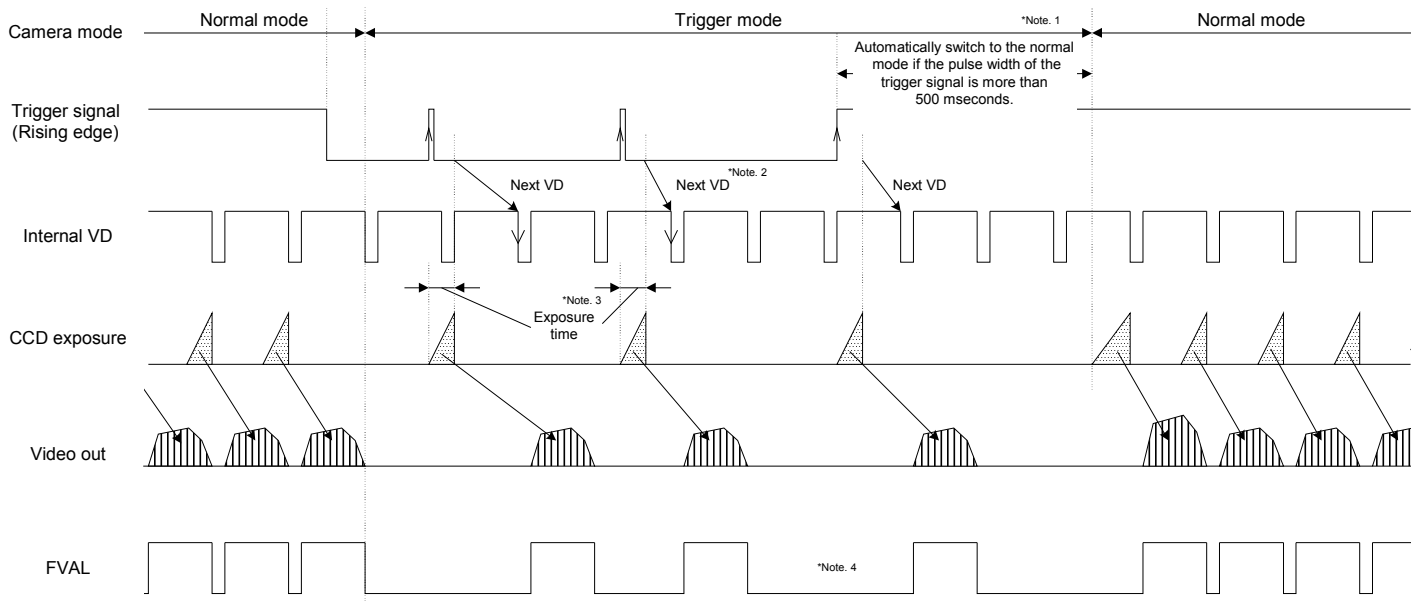 Normal mode
Trigger mode
*Note. 1
Normal mode
Camera mode
Automatically switch to the normal
mode if the pulse width of the
trigger signal is more than
500 mseconds.
Trigger signal
(Rising edge)
*Note. 2
Next VD
Next VD
Next VD
Internal VD
*Note. 3
Exposure
time
CCD exposure
Video out
FVAL
*Note. 4